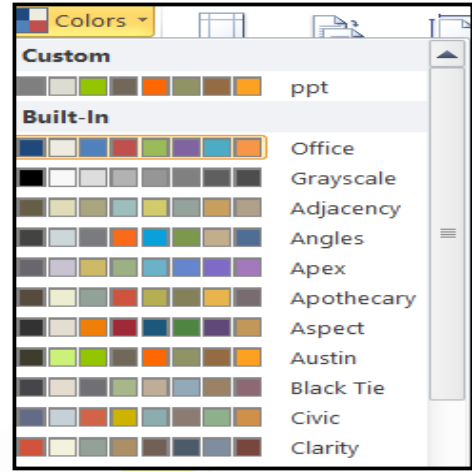 Colors
Custom
ppt
Built-In
Office
Grayscale
Adjacency
Angles
Apex
Apothecary
Aspect
Austin
Black Tie
Civic
Clarity